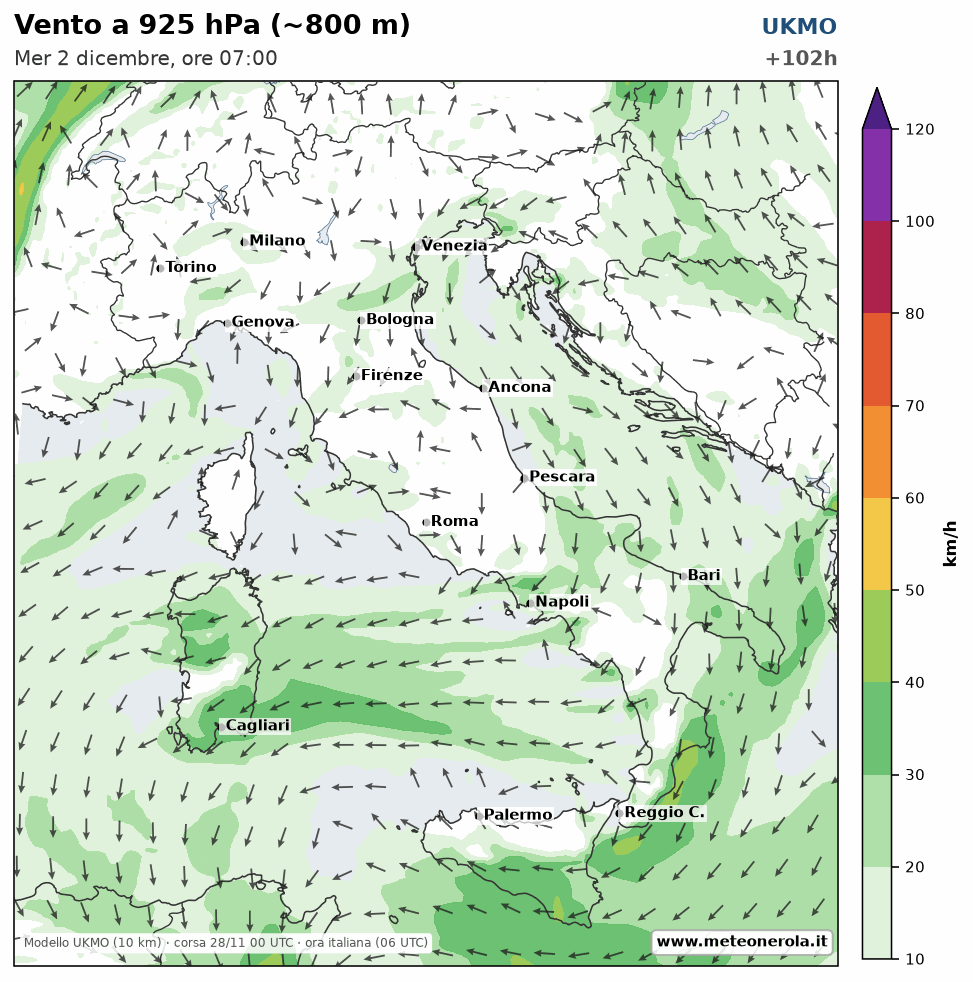 Vento a 925 hPa (~800 m)
UKMO
Mer 2 dicembre, ore 07:00
+102h
Milano
Venezia
Torino
Genova
Bologna
Firenze
Ancona
Pescara
Roma
Bari
Napoli
Cagliari
Palermo
Reggio C.
120
100
80
70
60
50
40
30
20
10
km/h
Modello UKMO (10 km) · corsa 28/11 00 UTC · ora italiana (06 UTC)
www.meteonerola.it